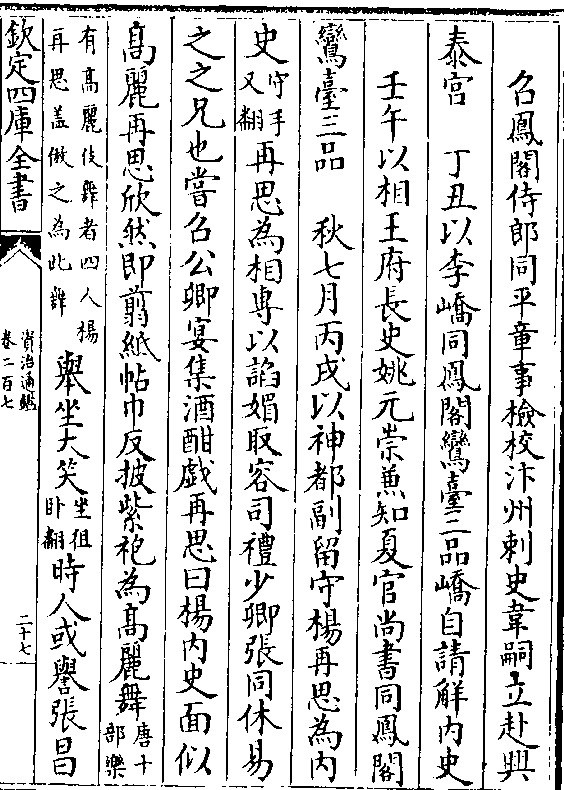 召鳳閣侍郎同平章事檢校汴州刺史韋嗣立赴興
泰宮　丁丑以李嶠同鳳閣鸞臺三品嶠自請解內史
壬午以相王府長史姚元崇兼知夏官尚書同鳳閣
鸞臺三品　秋七月丙戌以神都副留守楊再思為內
史守手又翻再思為相專以諂媚取容司禮少卿張同休易
之之兄也嘗召公卿宴集酒酣戲再思曰楊內史面似
高麗再思欣然即翦紙帖巾反披紫袍為高麗舞唐十部樂
有高麗伎舞者四人楊再思蓋倣之為此舞舉坐大笑坐徂卧翻時人或譽張昌
欽定四庫全書
資治通鑑
卷二百七
二十七